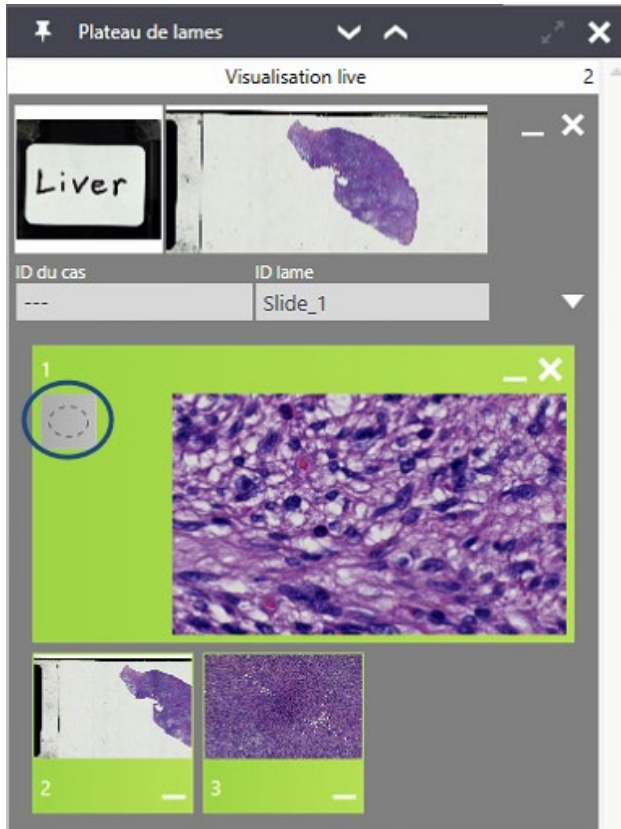 Plateau de lames
Visualisation live 2
Liver
ID du cas ID lame
--- Slide_1
1
2 3